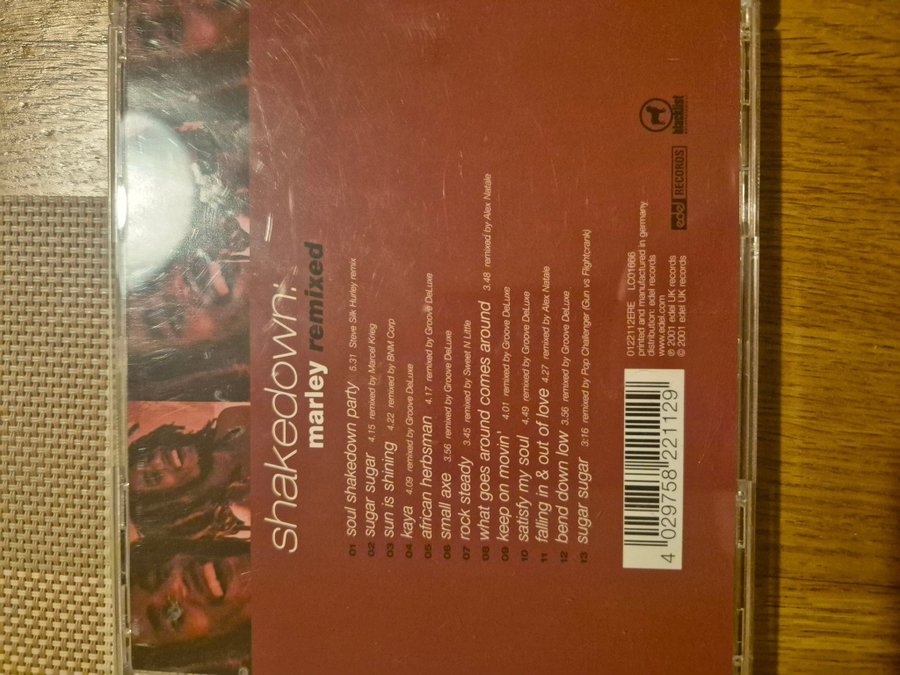 shakedown:
marley remixed
01 soul shakedown party 5.31 Steve Silk Hurley remix
02 sugar sugar 4.15 remixed by Marcel Krieg
03 sun is shining 4.22 remixed by BNM Corp
04 kaya 4.09 remixed by Groove DeLuxe
05 african herbsman 4.17 remixed by Groove DeLuxe
06 small axe 3.56 remixed by Groove DeLuxe
07 rock steady 3.45 remixed by Sweet N Little
08 what goes around comes around 3.48 remixed by Alex Natale
09 keep on movin' 4.01 remixed by Groove DeLuxe
10 satisfy my soul 4.49 remixed by Groove DeLuxe
11 falling in & out of love 4.27 remixed by Alex Natale
12 bend down low 3.56 remixed by Groove DeLuxe
13 sugar sugar 3:16 remixed by Pop Challenger (Gun vs Flightcrank)
4 029758 221129
0122112ERE LC01666
printed and manufactured in germany.
distribution: edel records
www.edel.com
℗ 2001 edel UK records
© 2001 edel UK records
edel RECORDS
blacklist